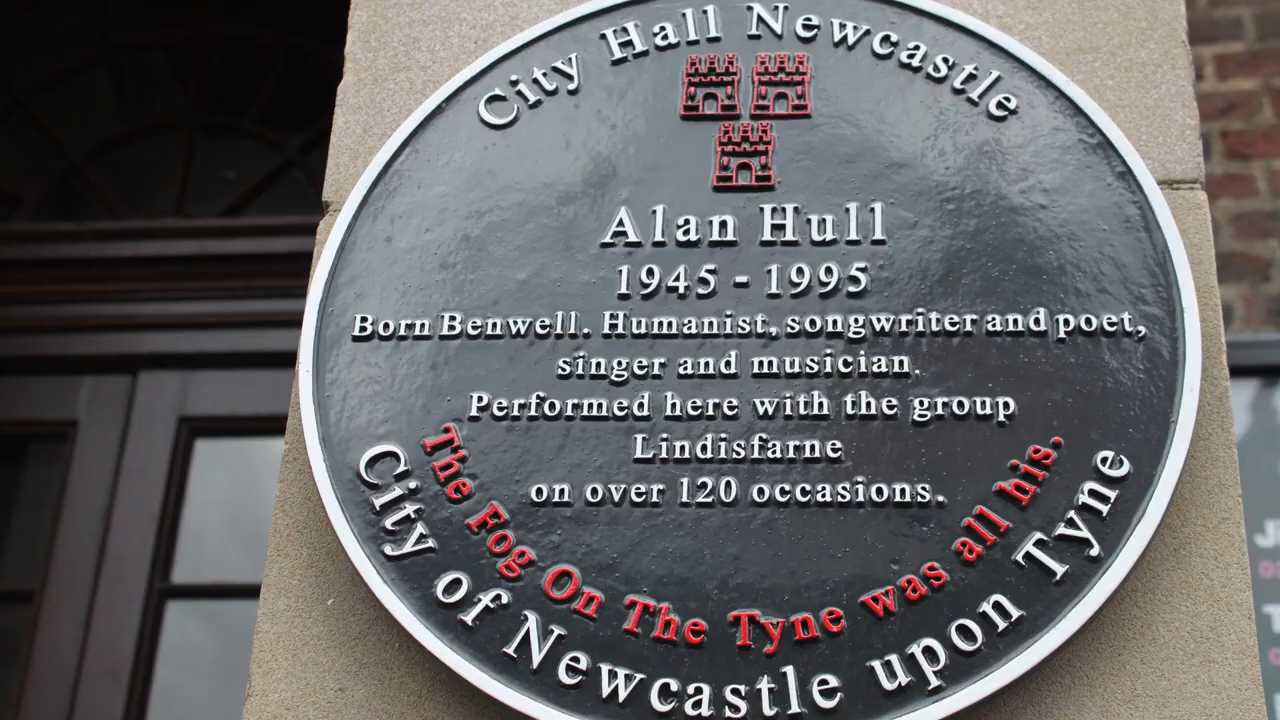 City Hall Newcastle
Alan Hull
1945 - 1995
Born Benwell. Humanist, songwriter and poet,
singer and musician.
Performed here with the group
Lindisfarne
on over 120 occasions.
The Fog On The Tyne was all his.
City of Newcastle upon Tyne